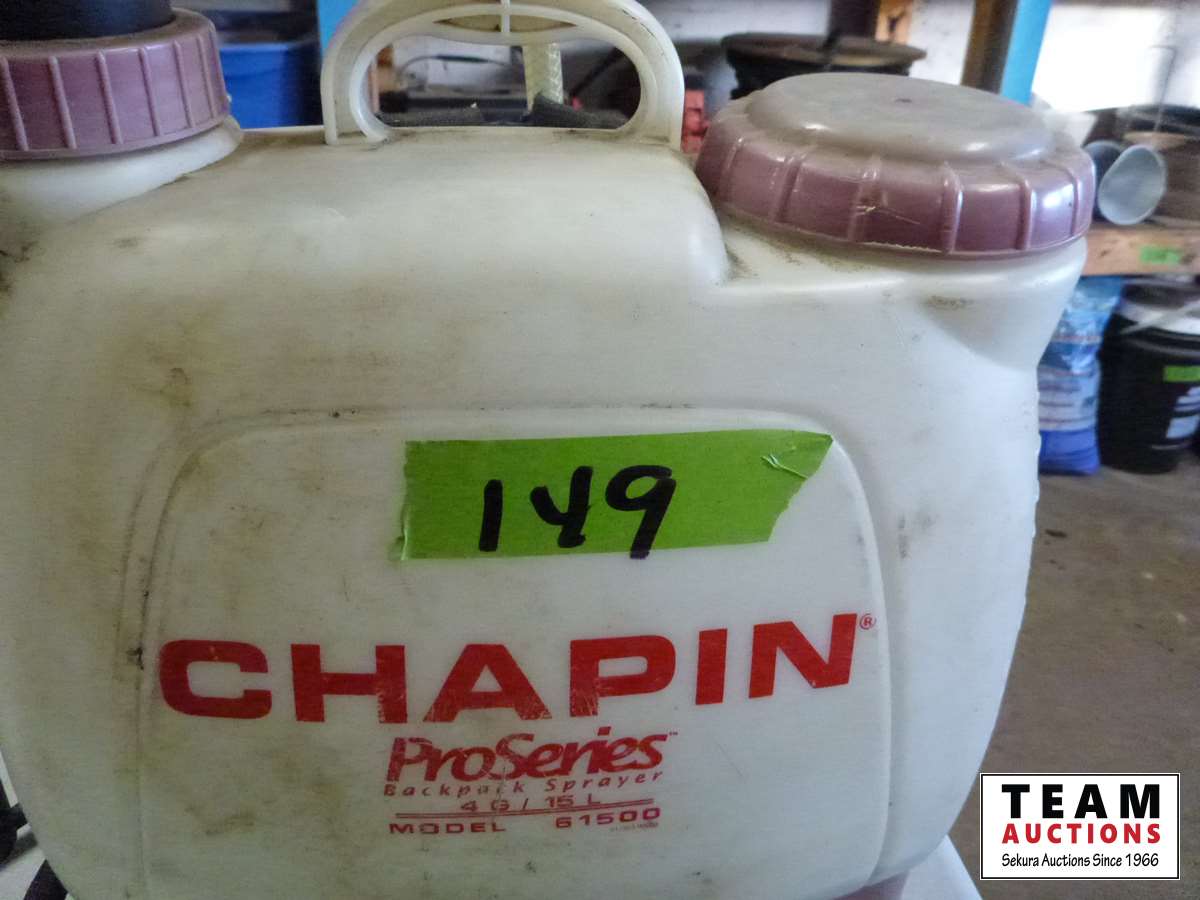 149
CHAPIN®
ProSeries™
Backpack Sprayer
4 G / 15 L
MODEL 61500
TEAM
AUCTIONS
Sekura Auctions Since 1966